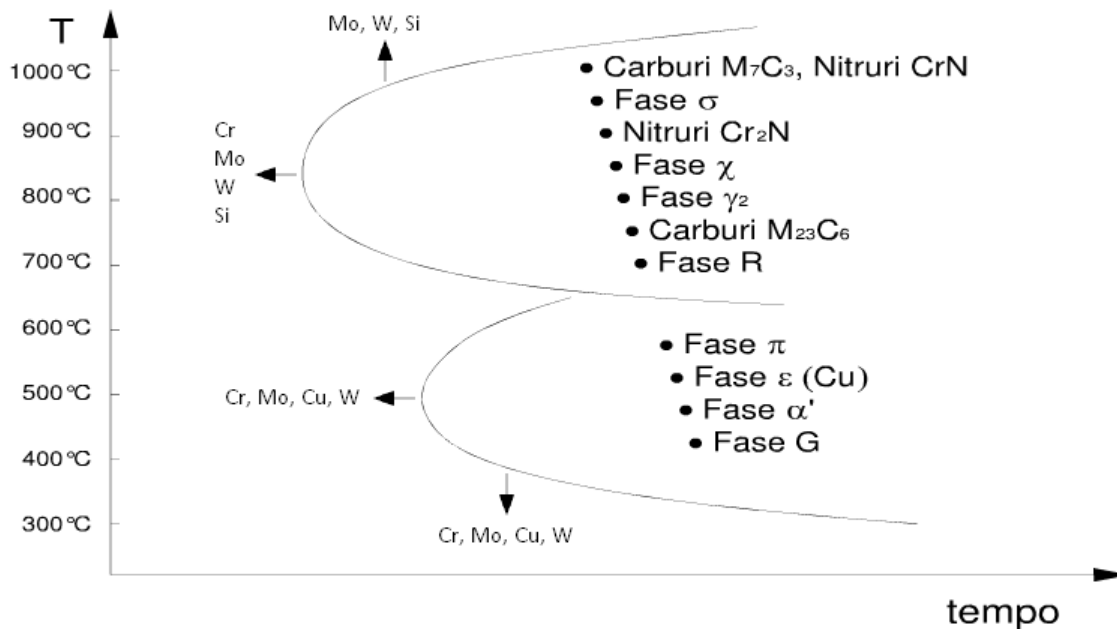 T
Mo, W, Si
1000°C
900°C
800°C
700°C
600°C
500°C
400°C
300°C
Cr
Mo
W
Si
• Carburi M₇C₃, Nitruri CrN
• Fase σ
• Nitruri Cr₂N
• Fase χ
• Fase γ₂
• Carburi M₂₃C₆
• Fase R
Cr, Mo, Cu, W
• Fase π
• Fase ε (Cu)
• Fase α'
• Fase G
Cr, Mo, Cu, W
tempo